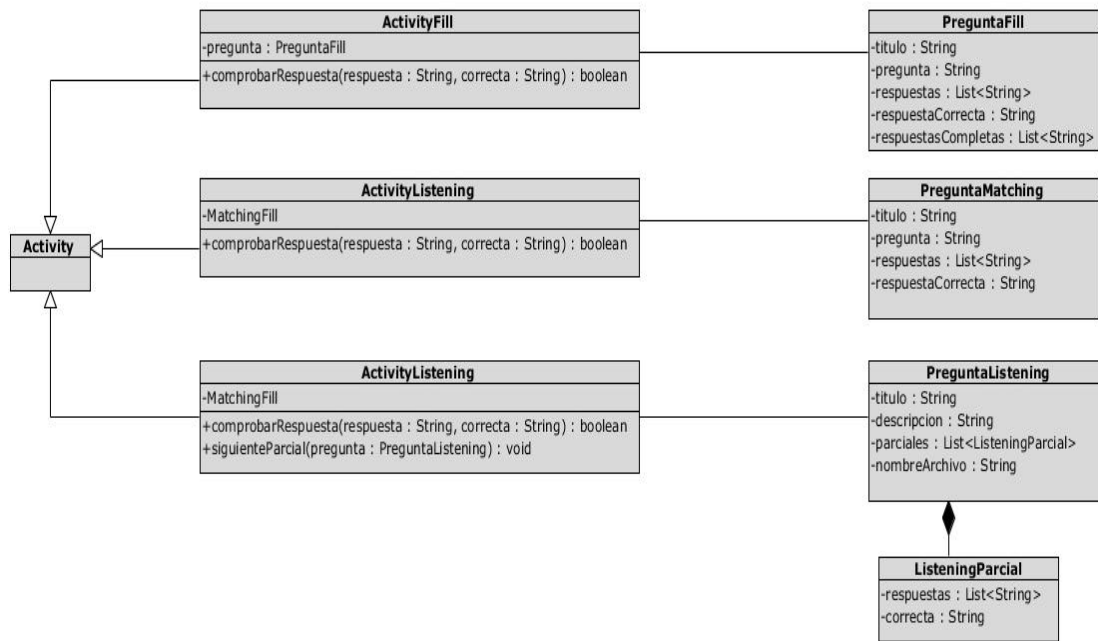 ActivityFill
-pregunta : PreguntaFill
+comprobarRespuesta(respuesta : String, correcta : String) : boolean
PreguntaFill
-titulo : String
-pregunta : String
-respuestas : List<String>
-respuestaCorrecta : String
-respuestasCompletas : List<String>
ActivityListening
-MatchingFill
+comprobarRespuesta(respuesta : String, correcta : String) : boolean
PreguntaMatching
-titulo : String
-pregunta : String
-respuestas : List<String>
-respuestaCorrecta : String
Activity
ActivityListening
-MatchingFill
+comprobarRespuesta(respuesta : String, correcta : String) : boolean
+siguienteParcial(pregunta : PreguntaListening) : void
PreguntaListening
-titulo : String
-descripcion : String
-parciales : List<ListeningParcial>
-nombreArchivo : String
ListeningParcial
-respuestas : List<String>
-correcta : String